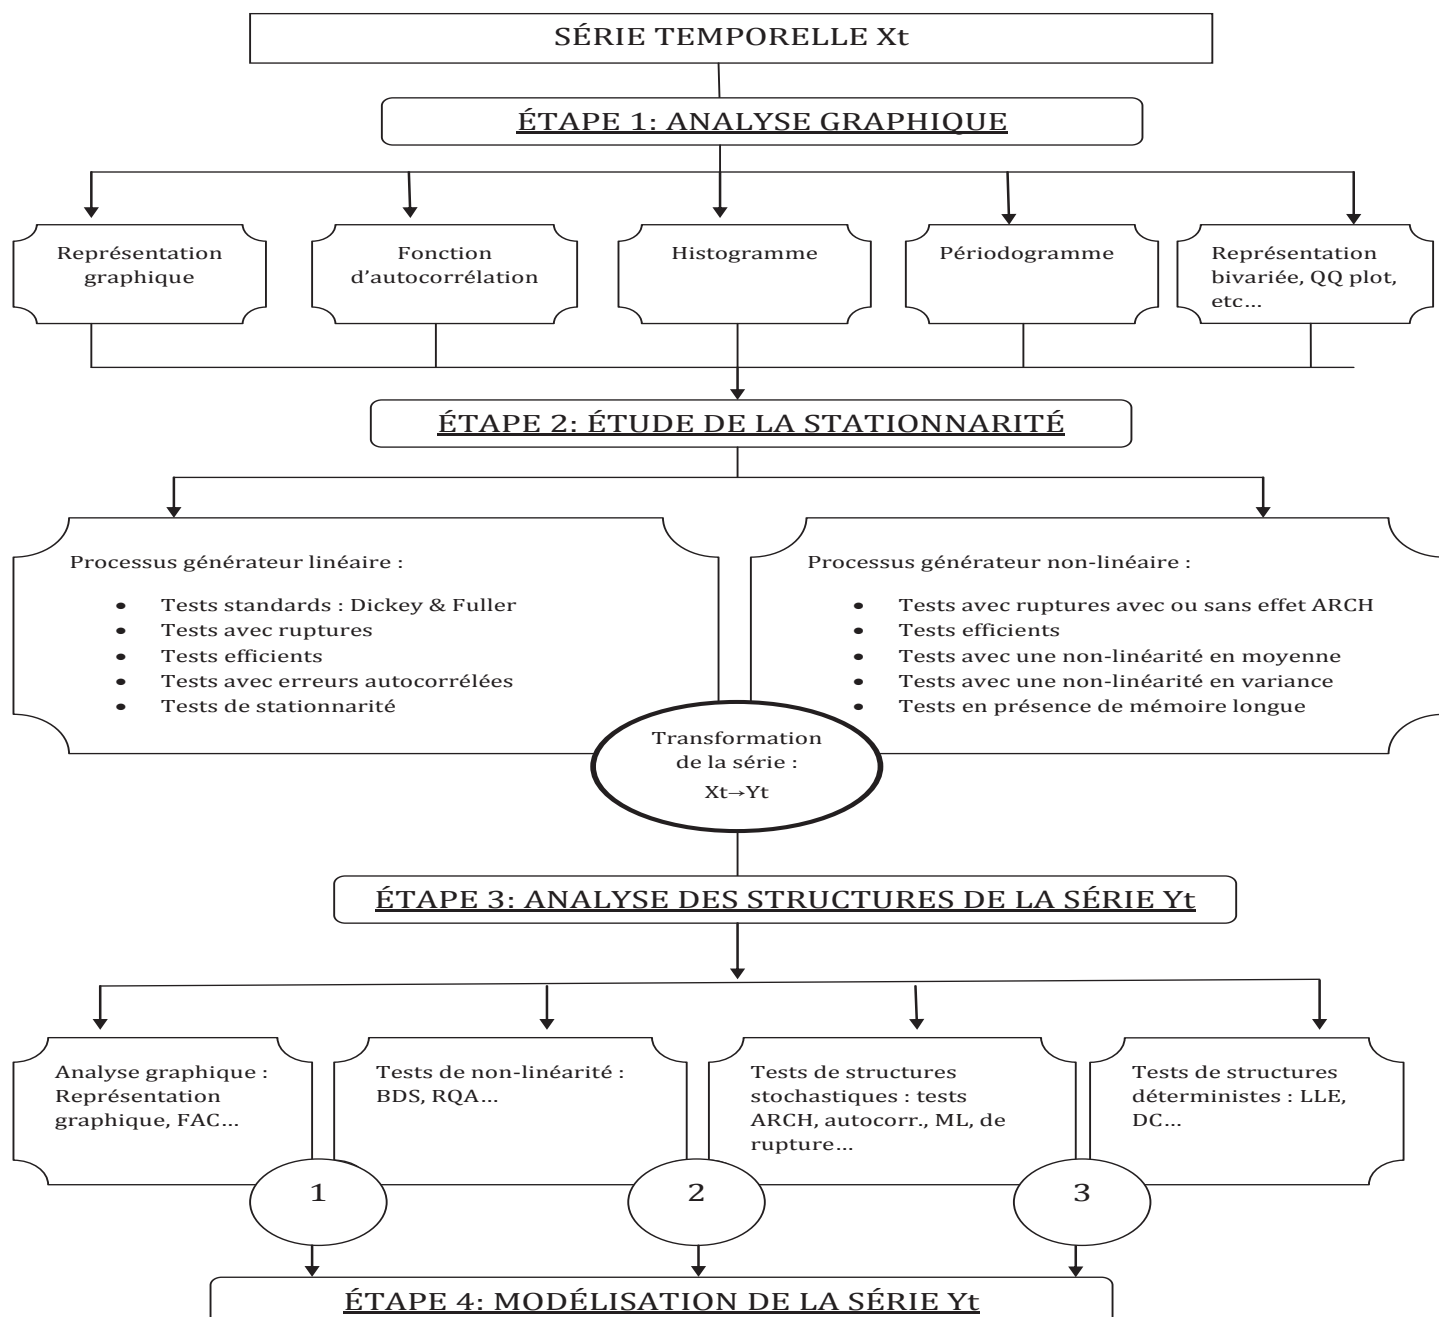 SÉRIE TEMPORELLE Xt
ÉTAPE 1: ANALYSE GRAPHIQUE
Représentation
graphique
Fonction
d’autocorrélation
Histogramme
Périodogramme
Représentation
bivariée, QQ plot,
etc…
ÉTAPE 2: ÉTUDE DE LA STATIONNARITÉ
Processus générateur linéaire :
• Tests standards : Dickey & Fuller
• Tests avec ruptures
• Tests efficients
• Tests avec erreurs autocorrélées
• Tests de stationnarité
Processus générateur non-linéaire :
• Tests avec ruptures avec ou sans effet ARCH
• Tests efficients
• Tests avec une non-linéarité en moyenne
• Tests avec une non-linéarité en variance
• Tests en présence de mémoire longue
Transformation
de la série :
Xt→Yt
ÉTAPE 3: ANALYSE DES STRUCTURES DE LA SÉRIE Yt
Analyse graphique :
Représentation
graphique, FAC…
Tests de non-linéarité :
BDS, RQA…
Tests de structures
stochastiques : tests
ARCH, autocorr., ML, de
rupture…
Tests de structures
déterministes : LLE,
DC…
1
2
3
ÉTAPE 4: MODÉLISATION DE LA SÉRIE Yt